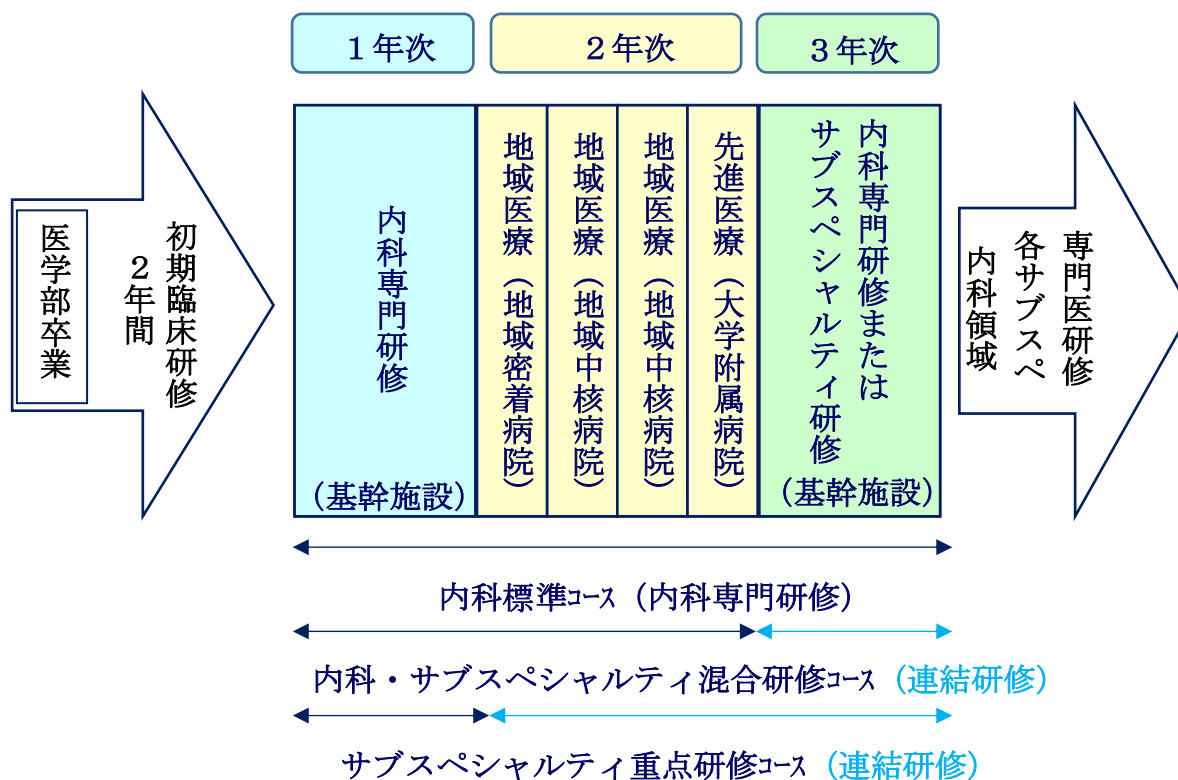 1年次
2年次
3年次
医学部卒業
初期臨床研修
2年間
内科専門研修
(基幹施設)
地域医療(地域密着病院)
地域医療(地域中核病院)
地域医療(地域中核病院)
先進医療(大学附属病院)
内科専門研修または
サブスペシャルティ研修
(基幹施設)
専門医研修
各サブスペ
内科領域
内科標準コース(内科専門研修)
内科・サブスペシャルティ混合研修コース(連結研修)
サブスペシャルティ重点研修コース(連結研修)